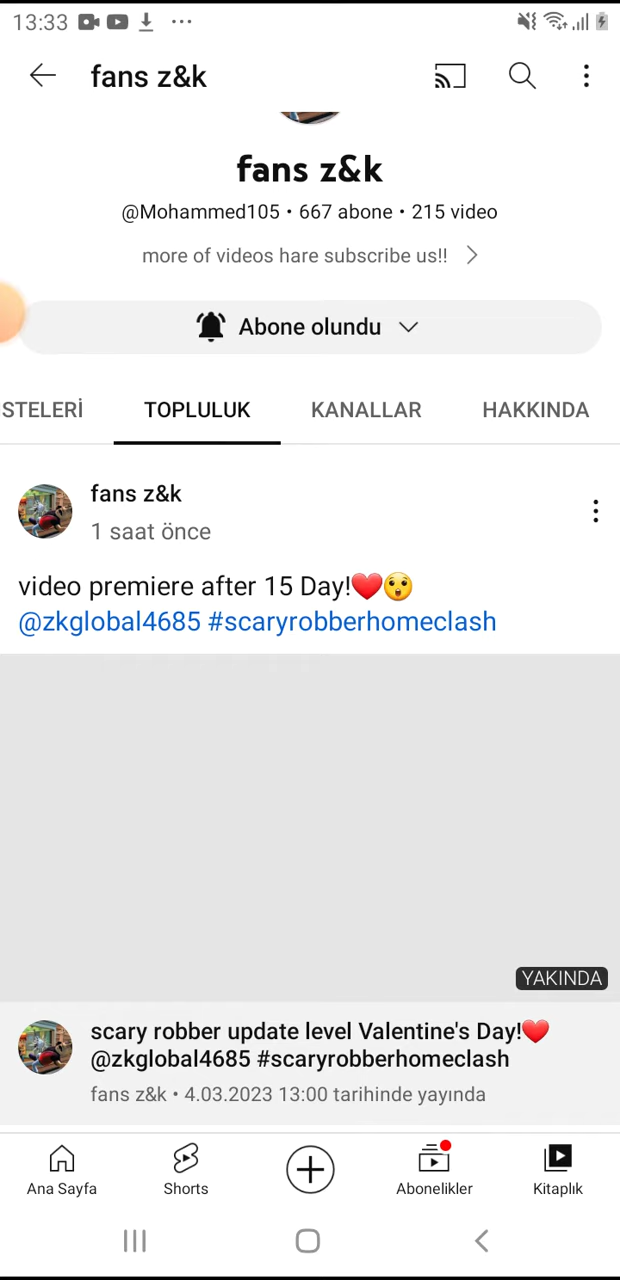 13:33
fans z&k
fans z&k
@Mohammed105 • 667 abone • 215 video
more of videos hare subscribe us!!
Abone olundu
STELERİ TOPLULUK KANALLAR HAKKINDA
fans z&k
1 saat önce
video premiere after 15 Day!❤️😲
@zkglobal4685 #scaryrobberhomeclash
YAKINDA
scary robber update level Valentine's Day!❤️
@zkglobal4685 #scaryrobberhomeclash
fans z&k • 4.03.2023 13:00 tarihinde yayında
Ana Sayfa Shorts Abonelikler Kitaplık